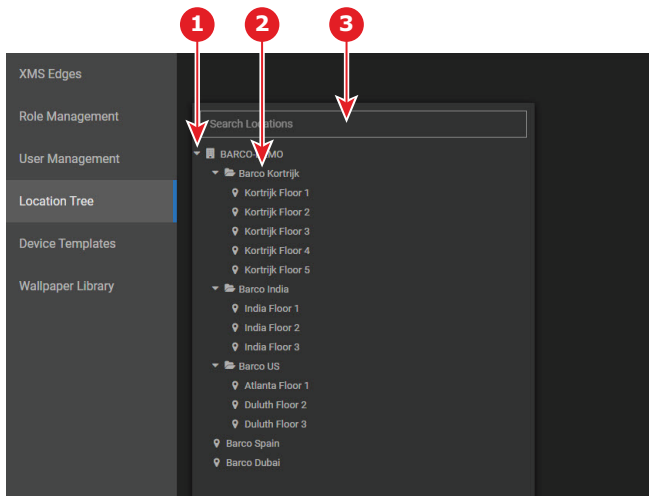 1 2 3
XMS Edges
Role Management
User Management
Location Tree
Device Templates
Wallpaper Library
Search Locations
BARCO MO
Barco Kortrijk
Kortrijk Floor 1
Kortrijk Floor 2
Kortrijk Floor 3
Kortrijk Floor 4
Kortrijk Floor 5
Barco India
India Floor 1
India Floor 2
India Floor 3
Barco US
Atlanta Floor 1
Duluth Floor 2
Duluth Floor 3
Barco Spain
Barco Dubai